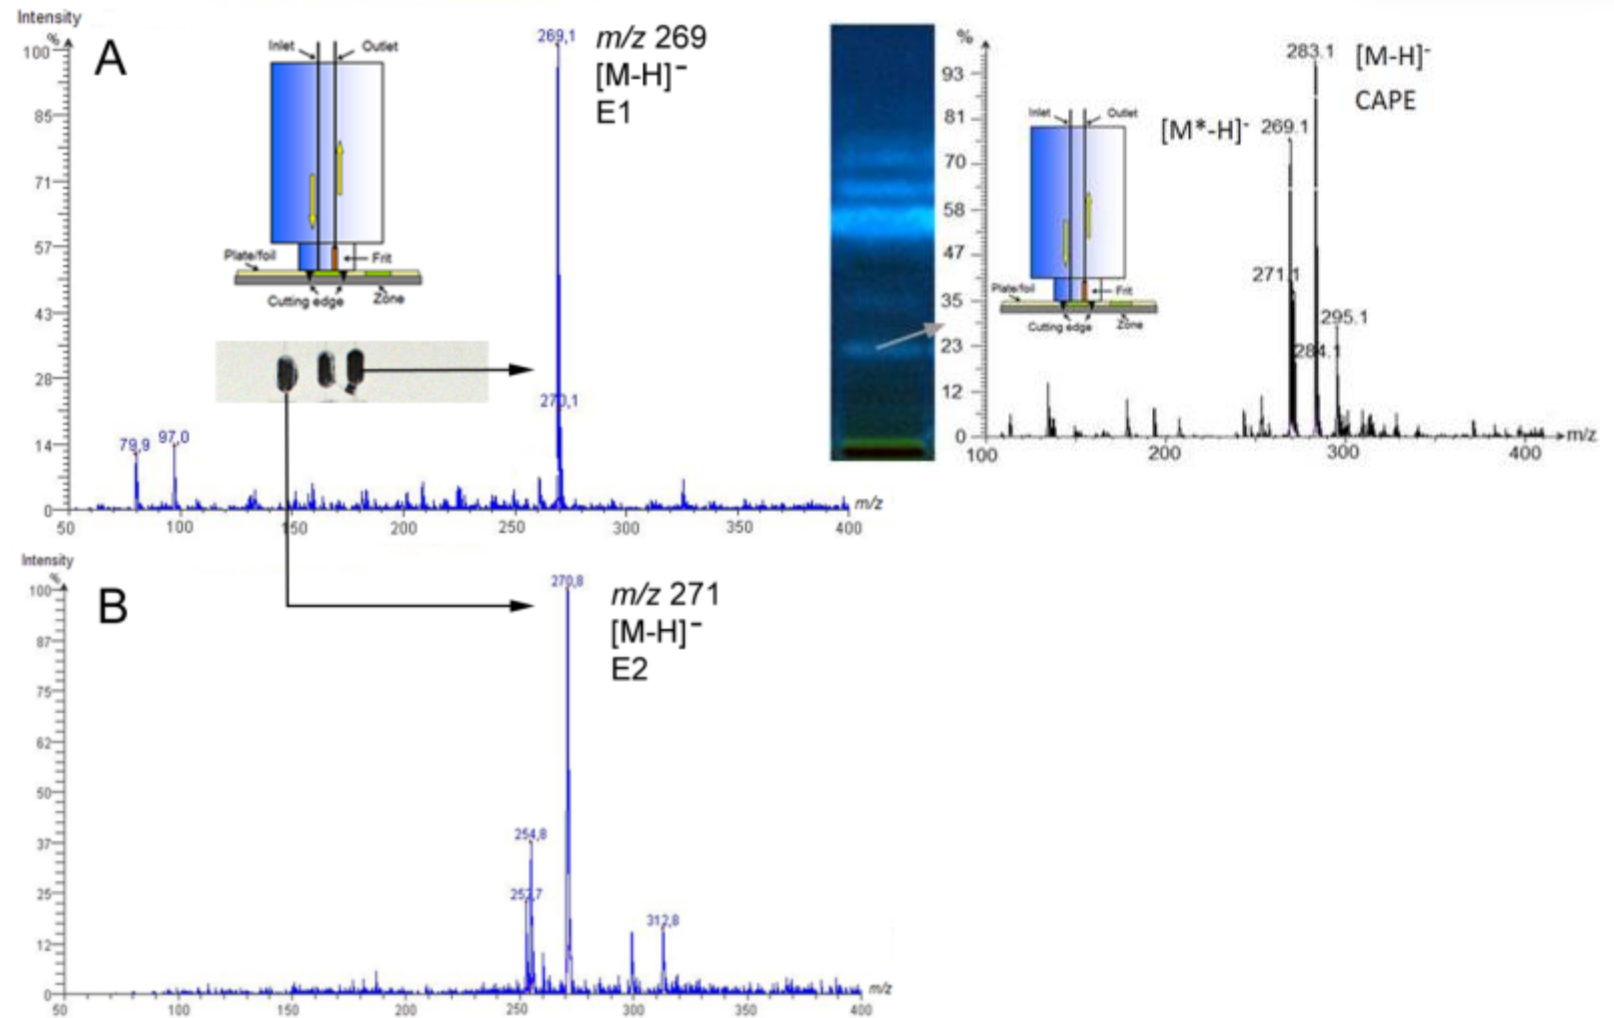 Intensity
%
A
100
85
71
57
43
28
14
0
50
100
150
200
250
300
350
400
m/z
Inlet
Outlet
Plate/foil
Frit
Cutting edge
Zone
79,9
97,0
269,1
270,1
m/z 269
[M-H]⁻
E1
%
93
81
70
58
47
35
23
12
0
100
200
300
400
m/z
Inlet
Outlet
Plate/foil
Frit
Cutting edge
Zone
[M*-H]⁻
269.1
271.1
283.1
284.1
295.1
[M-H]⁻
CAPE
Intensity
%
B
100
87
75
62
50
37
25
12
0
50
100
150
200
250
300
350
400
m/z
254,8
270,8
312,8
m/z 271
[M-H]⁻
E2